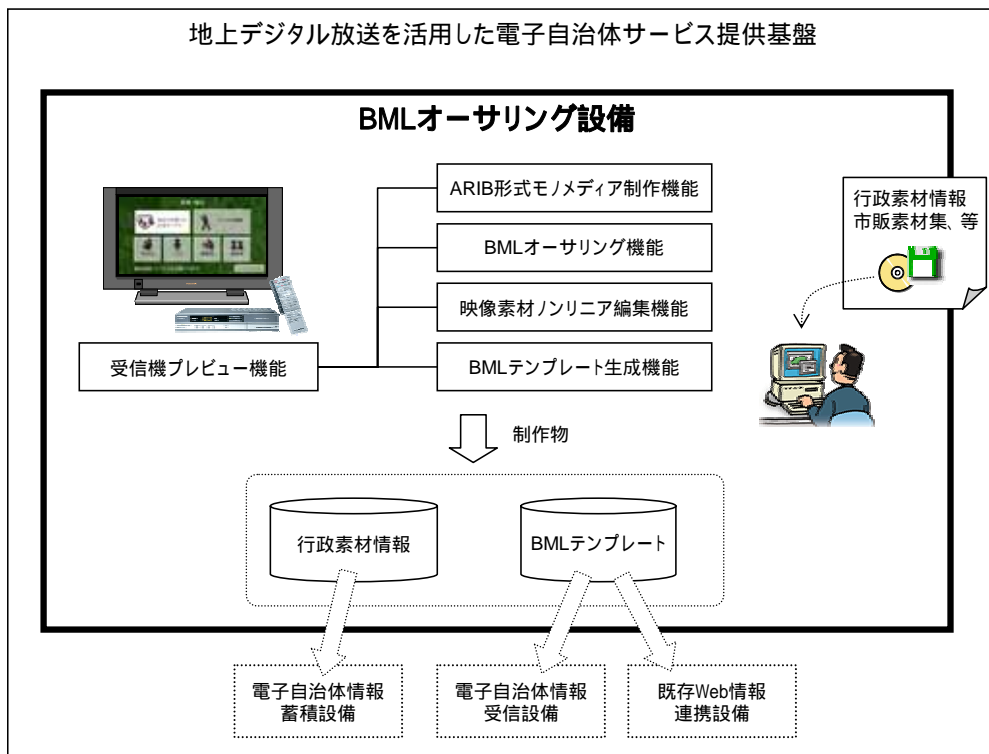 地上デジタル放送を活用した電子自治体サービス提供基盤
BMLオーサリング設備
ARIB形式モノメディア制作機能
BMLオーサリング機能
映像素材ノンリニア編集機能
BMLテンプレート生成機能
受信機プレビュー機能
行政素材情報
市販素材集、等
制作物
行政素材情報
BMLテンプレート
電子自治体情報
蓄積設備
電子自治体情報
受信設備
既存Web情報
連携設備